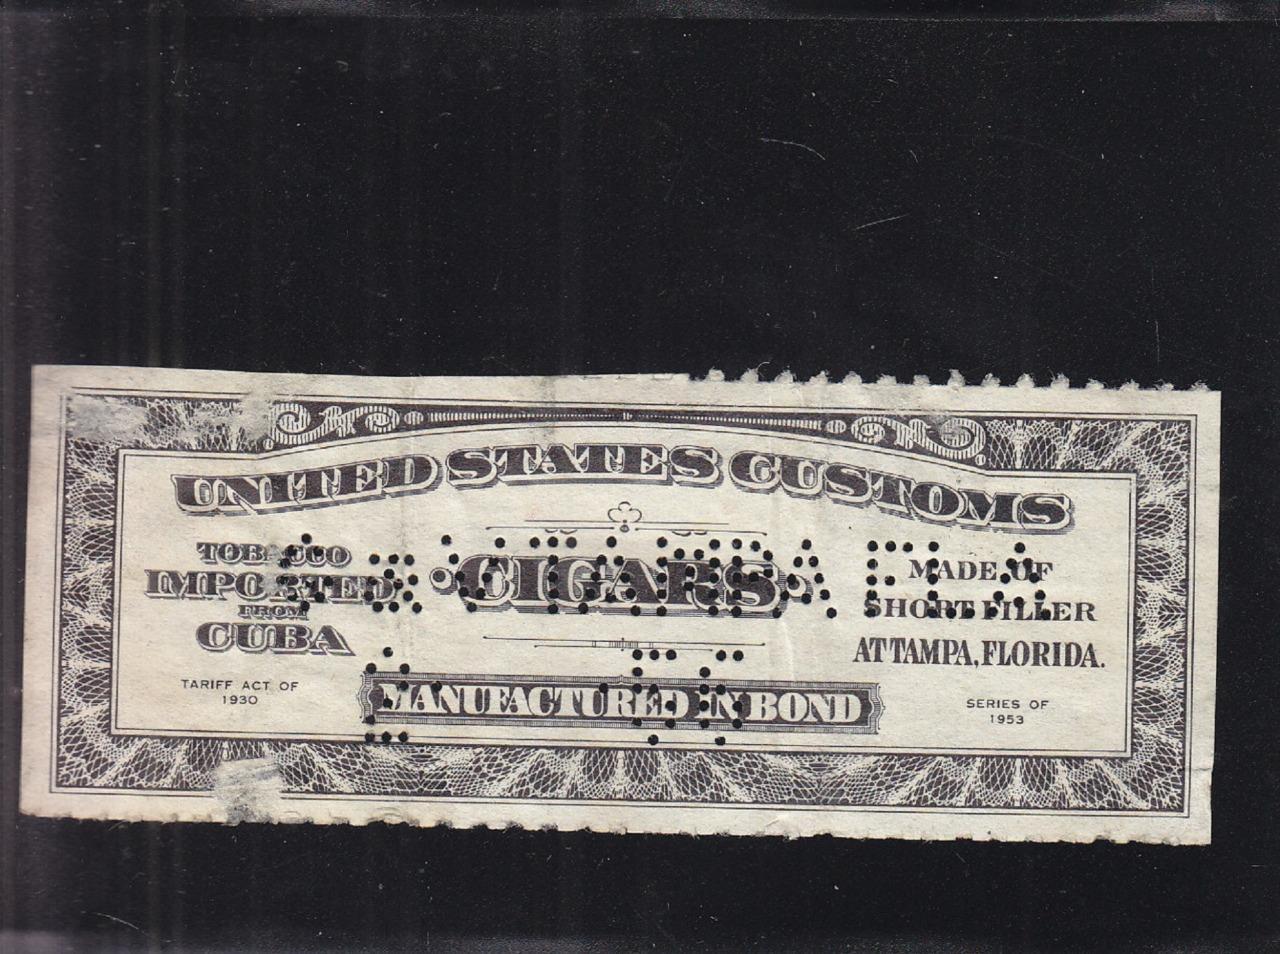 UNITED STATES CUSTOMS
TOBACCO
IMPORTED
FROM
CUBA
TARIFF ACT OF
1930
CIGARS
MANUFACTURED IN BOND
MADE OF
SHORT FILLER
AT TAMPA, FLORIDA.
SERIES OF
1953